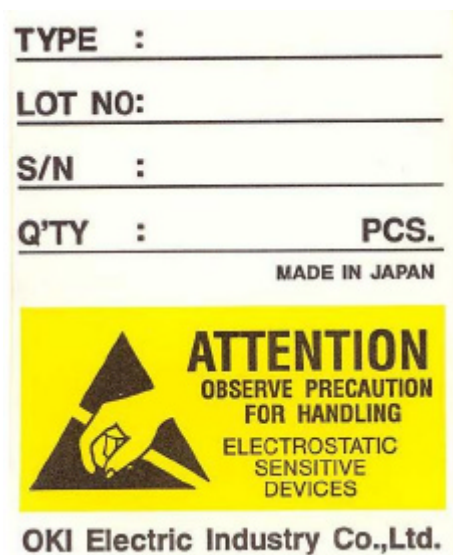 TYPE :
LOT NO:
S/N :
Q'TY : PCS.
MADE IN JAPAN
ATTENTION
OBSERVE PRECAUTION
FOR HANDLING
ELECTROSTATIC
SENSITIVE
DEVICES
OKI Electric Industry Co.,Ltd.